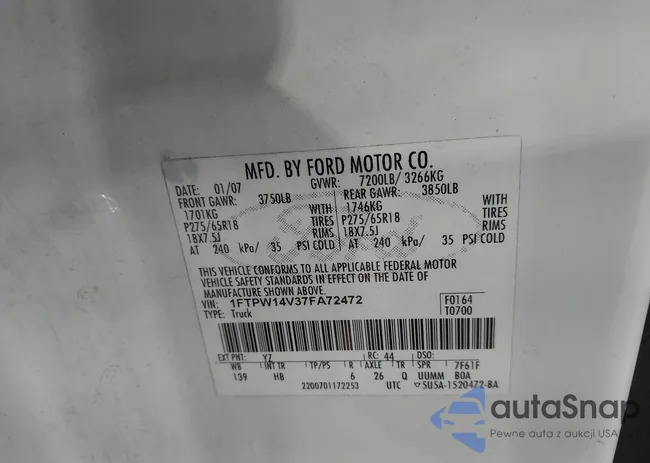 MFD. BY FORD MOTOR CO.
DATE: 01/07 GVWR: 7200LB/ 3266KG
FRONT GAWR: 3750LB REAR GAWR: 3850LB
1701KG WITH 1746KG WITH
P275/65R18 TIRES P275/65R18 TIRES
18X7.5J RIMS 18X7.5J RIMS
AT 240 kPa/ 35 PSI COLD AT 240 kPa/ 35 PSI COLD
THIS VEHICLE CONFORMS TO ALL APPLICABLE FEDERAL MOTOR
VEHICLE SAFETY STANDARDS IN EFFECT ON THE DATE OF
MANUFACTURE SHOWN ABOVE.
VIN: 1FTPW14V37FA72472 F0164
TYPE: Truck T0700
EXT PNT: YZ RC: 44 DSO:
WB INT TR TP/PS R AXLE TR SPR 7F61F
139 HB 6 26 Q UUMM BOA
2200701172253 UTC 5U5A-1520472-BA
autaSnap
Pewne auta z aukcji USA